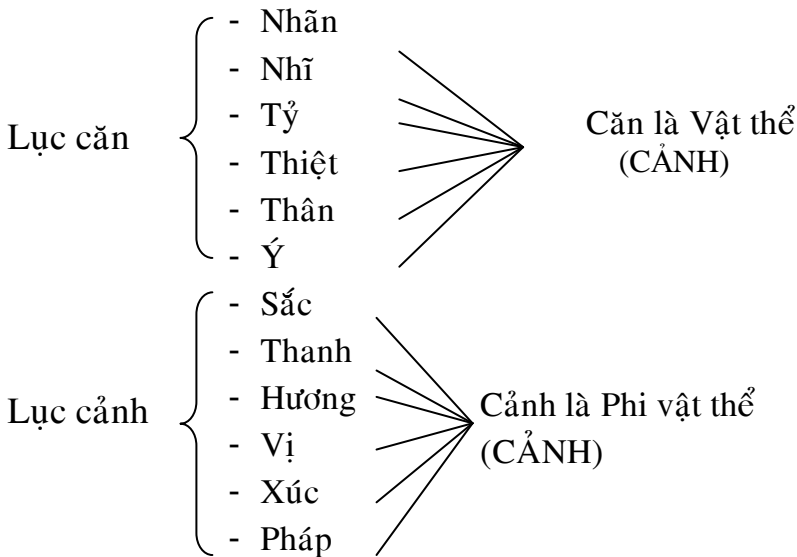 Lục căn
- Nhãn
- Nhĩ
- Tỷ
- Thiệt
- Thân
- Ý
Căn là Vật thể
(CẢNH)
Lục cảnh
- Sắc
- Thanh
- Hương
- Vị
- Xúc
- Pháp
Cảnh là Phi vật thể
(CẢNH)